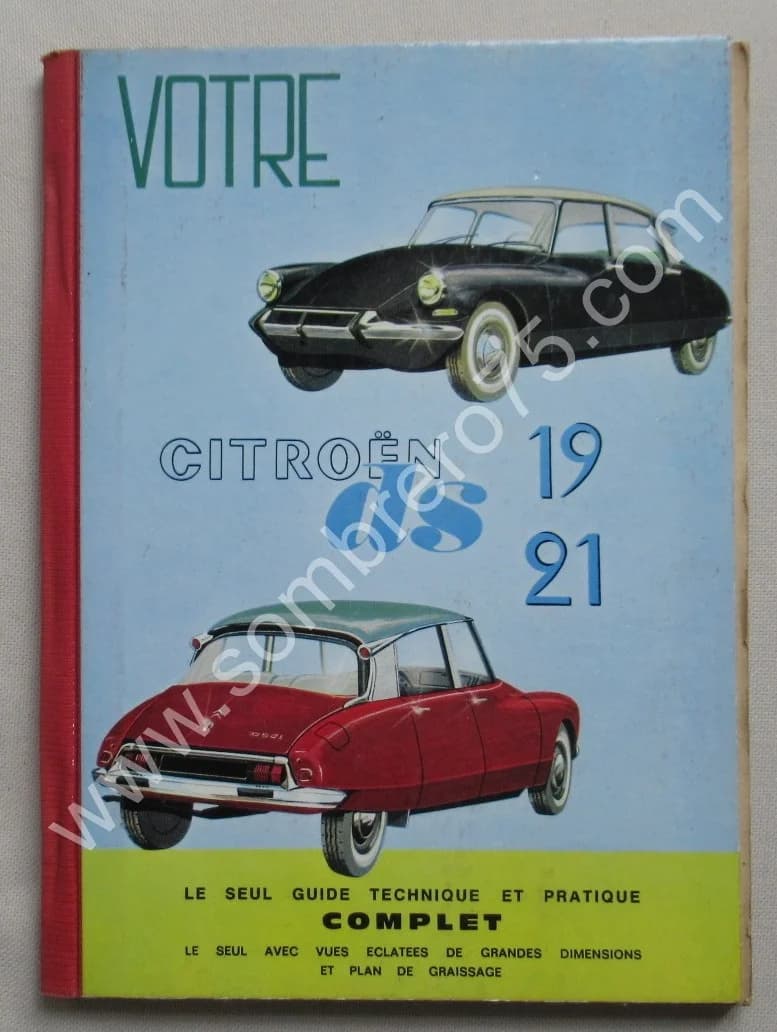 VOTRE
CITROËN
ds
19
21
DS21
LE SEUL GUIDE TECHNIQUE ET PRATIQUE
COMPLET
LE SEUL AVEC VUES ECLATEES DE GRANDES DIMENSIONS
ET PLAN DE GRAISSAGE
www.sombrero75.com